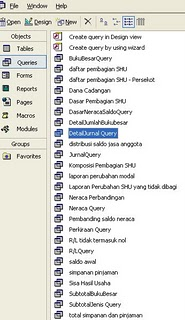 File View Window Help
Open Design New
Objects
Tables
Queries
Forms
Reports
Pages
Macros
Modules
Groups
Favorites
Create query in Design view
Create query by using wizard
BukuBesarQuery
daftar pembagian SHU
daftar pembagian SHU - Persekot
Dana Cadangan
Dasar Pembagian SHU
DasarNeracaSaldoQuery
DetailJumlahBukubesar
DetailJurnal Query
distribusi saldo jasa anggota
JurnalQuery
Komposisi Pembagian SHU
laporan perubahan modal
Laporan Perubahan SHU yang tidak dibagi
Neraca Perbandingan
Neraca Query
Pembanding saldo neraca
Perkiraan Query
R/L tidak termasuk nol
R/LQuery
saldo awal
simpanan pinjaman
Sisa Hasil Usaha
SubtotalBukuBesar
SubtotalJenis Query
total simpanan dan pinjaman